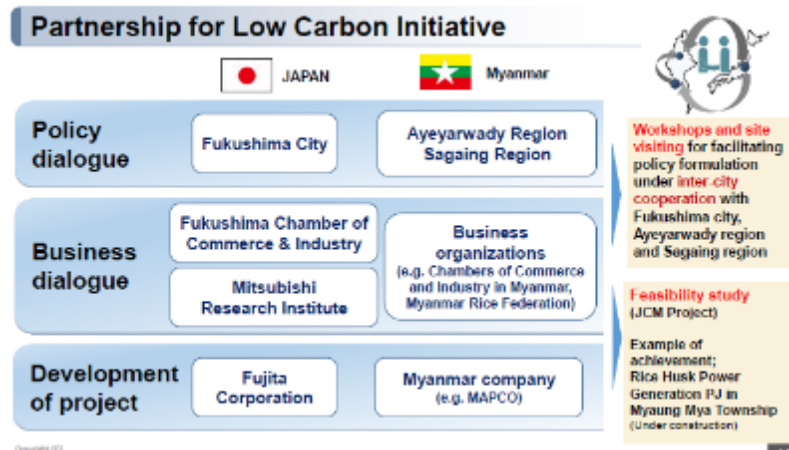 Partnership for Low Carbon Initiative
JAPAN
Myanmar
Policy
dialogue
Fukushima City
Ayeyarwady Region
Sagaing Region
Workshops and site
visiting for facilitating
policy formulation
under inter-city
cooperation with
Fukushima city,
Ayeyarwady region
and Sagaing region
Business
dialogue
Fukushima Chamber of
Commerce & Industry
Mitsubishi
Research Institute
Business
organizations
(e.g. Chambers of Commerce
and Industry in Myanmar,
Myanmar Rice Federation)
Feasibility study
(JCM Project)
Example of
achievement;
Rice Husk Power
Generation PJ in
Myaung Mya Township
(Under construction)
Development
of project
Fujita
Corporation
Myanmar company
(e.g. MAPCO)